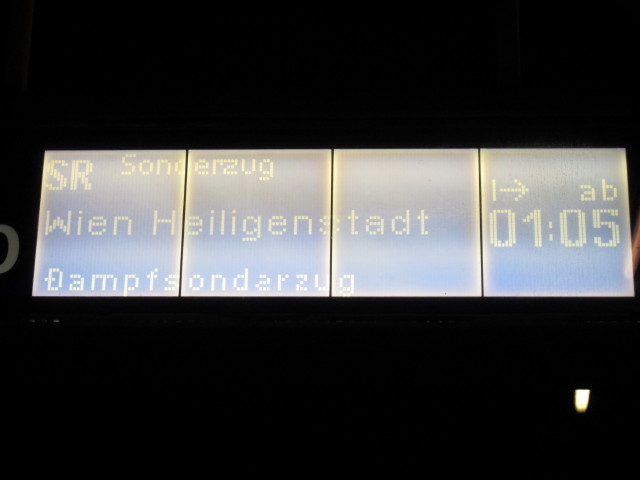 SR Sonderzug
Wien Heiligenstadt
Dampfsonderzug
|→ ab
01:05